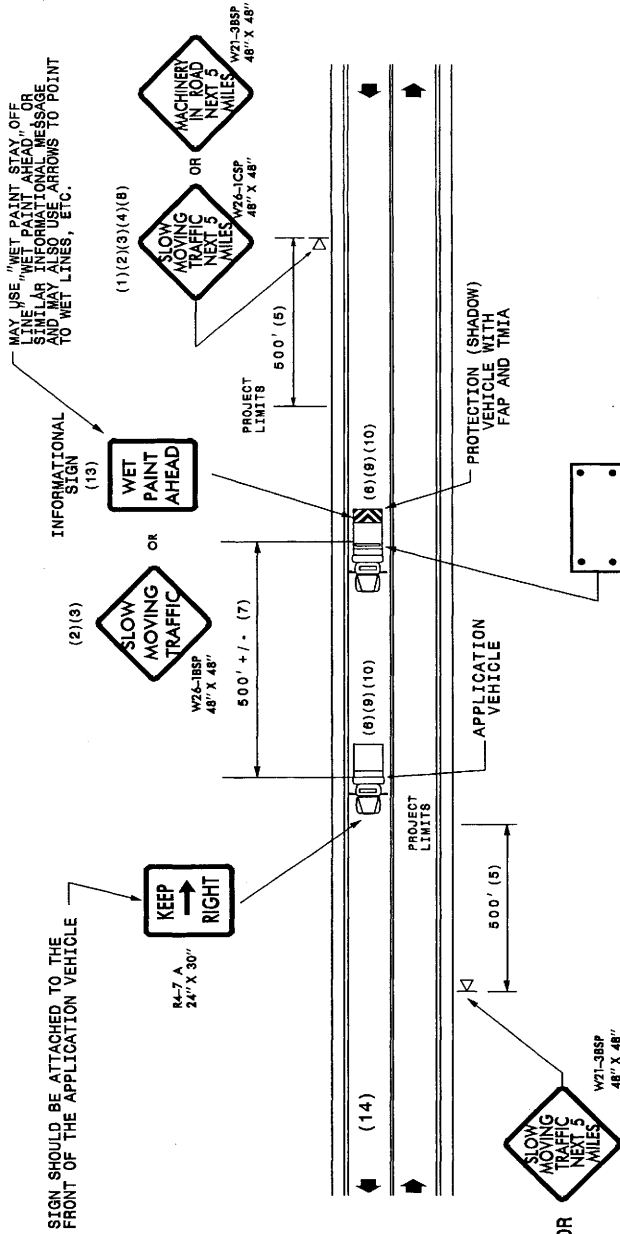 SIGN SHOULD BE ATTACHED TO THE
FRONT OF THE APPLICATION VEHICLE
KEEP
RIGHT
R4-7 A
24" X 30"
(2)(3)
SLOW
MOVING
TRAFFIC
W26-1BSP
48" X 48"
OR
INFORMATIONAL
SIGN
(13)
WET
PAINT
AHEAD
MAY USE "WET PAINT STAY OFF
LINE" "WET PAINT AHEAD", OR
SIMILAR INFORMATIONAL MESSAGE
AND MAY ALSO USE ARROWS TO POINT
TO WET LINES, ETC.
(1)(2)(3)(4)(8)
SLOW
MOVING
TRAFFIC
NEXT 5
MILES
W26-1CSP
48" X 48"
OR
MACHINERY
IN ROAD
NEXT 5
MILES
W21-3BSP
48" X 48"
500' +/- (7)
PROJECT
LIMITS
500' (5)
(14)
(6)(9)(10)
(6)(9)(10)
PROJECT
LIMITS
500' (5)
APPLICATION
VEHICLE
PROTECTION (SHADOW)
VEHICLE WITH
FAP AND TMIA
OR
SLOW
MOVING
TRAFFIC
NEXT 5
MILES
W21-3BSP
48" X 48"